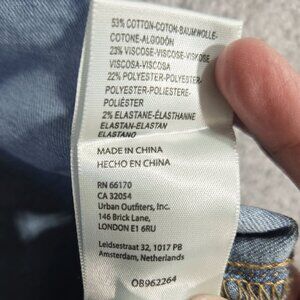 53% COTTON-COTON-BAUMWOLLE-
COTONE-ALGODÓN
23% VISCOSE-VISCOSE-VISKOSE
VISCOSA-VISCOSA
22% POLYESTER-POLYESTER-
POLYESTER-POLIESTERE-
POLIÉSTER
2% ELASTANE-ÉLASTHANNE
ELASTAN-ELASTAN
ELASTANO
MADE IN CHINA
HECHO EN CHINA
RN 66170
CA 32054
Urban Outfitters, Inc.
146 Brick Lane,
LONDON E1 6RU
Leidsestraat 32, 1017 PB
Amsterdam, Netherlands
OB962264